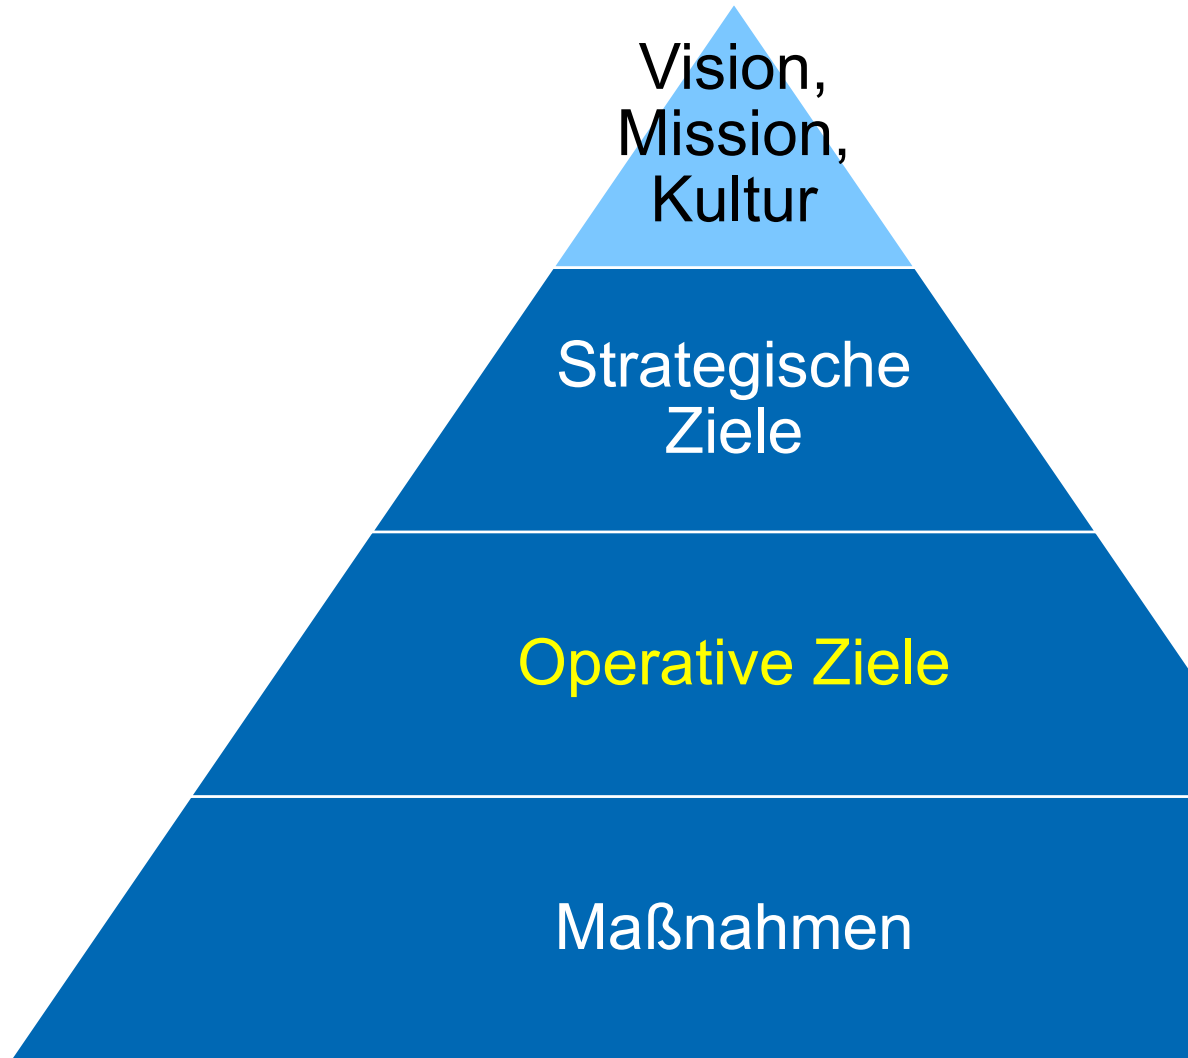 Vision,
Mission,
Kultur
Strategische
Ziele
Operative Ziele
Maßnahmen